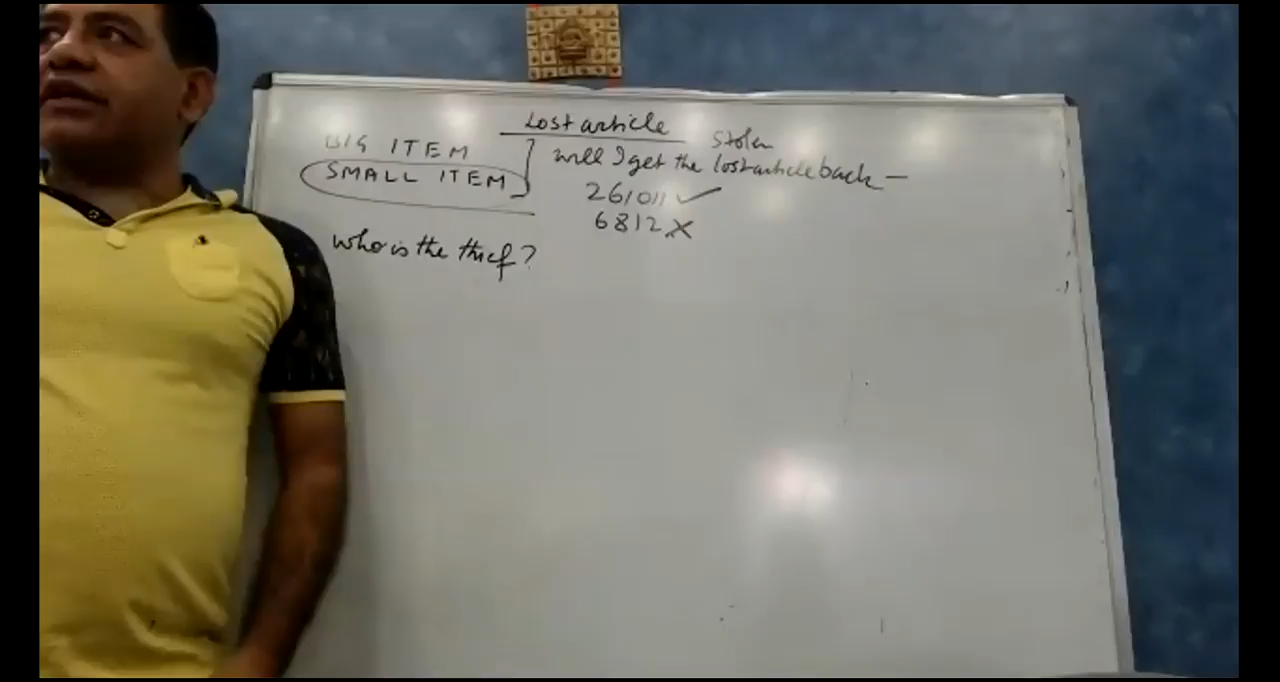 Lost article
Stolen
BIG ITEM
SMALL ITEM
will I get the lost article back —
261011 ✓
6812 ✗
who is the thief?